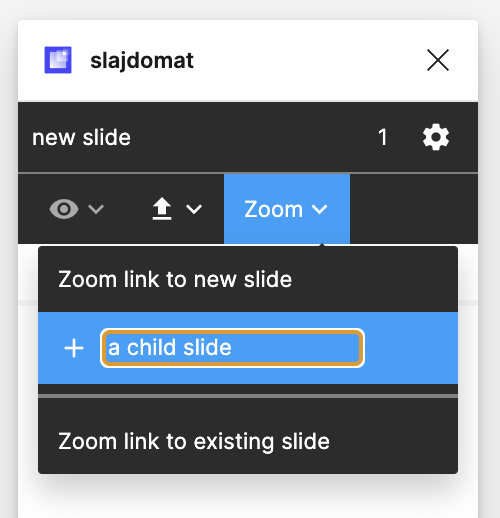 slajdomat
new slide 1
Zoom
Zoom link to new slide
a child slide
Zoom link to existing slide